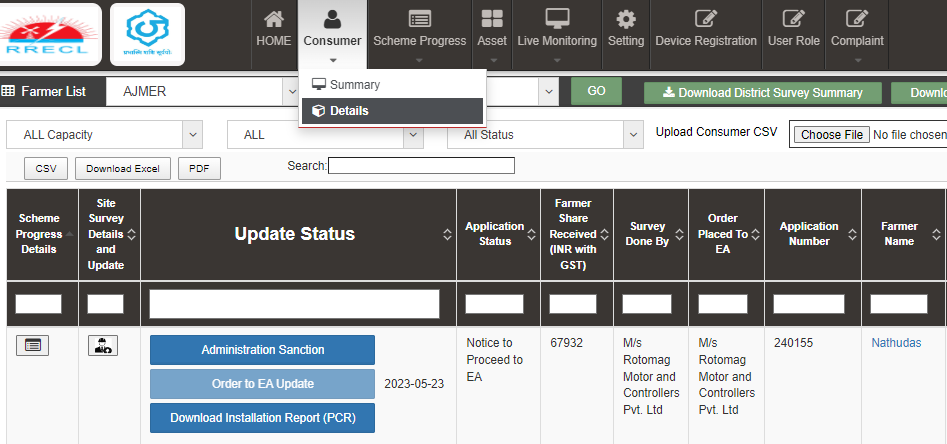 RRECL
HOME
Consumer
Scheme Progress
Asset
Live Monitoring
Setting
Device Registration
User Role
Complaint
Summary
Details
Farmer List
AJMER
GO
Download District Survey Summary
ALL Capacity
ALL
All Status
Upload Consumer CSV
Choose File No file chosen
CSV
Download Excel
PDF
Search:
Scheme
Progress
Details
Site
Survey
Details
and
Update
Update Status
Application
Status
Farmer
Share
Received
(INR with
GST)
Survey
Done By
Order
Placed To
EA
Application
Number
Farmer
Name
Administration Sanction
Order to EA Update
2023-05-23
Download Installation Report (PCR)
Notice to
Proceed to
EA
67932
M/s
Rotomag
Motor and
Controllers
Pvt. Ltd
M/s
Rotomag
Motor and
Controllers
Pvt. Ltd
240155
Nathudas